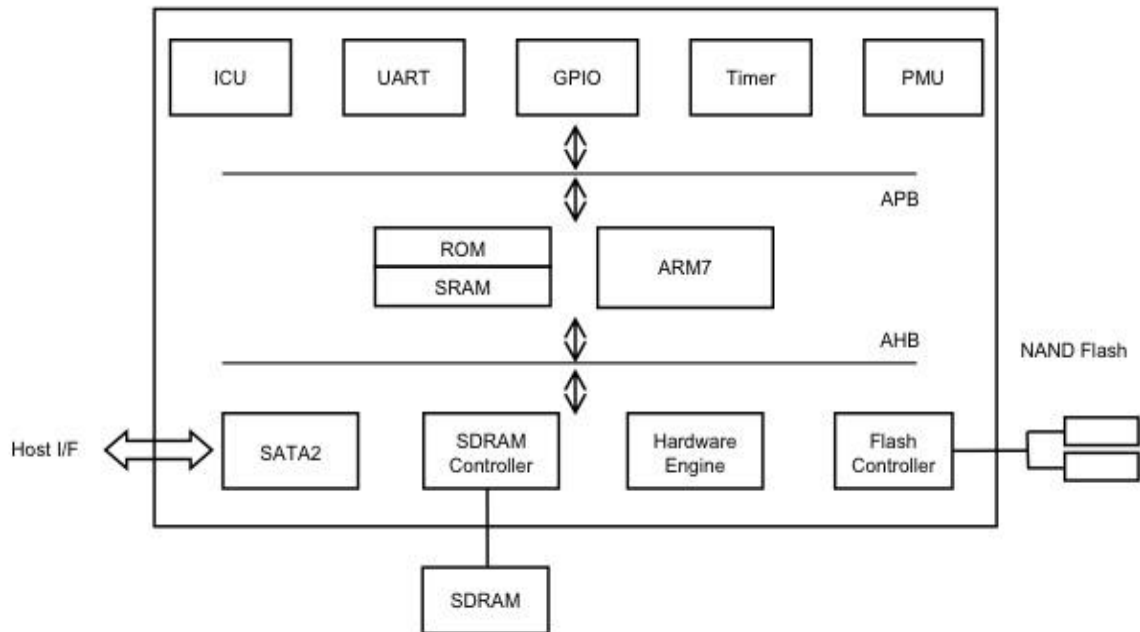 ICU
UART
GPIO
Timer
PMU
APB
ROM
ARM7
SRAM
AHB
NAND Flash
Host I/F
SATA2
SDRAM
Controller
Hardware
Engine
Flash
Controller
SDRAM